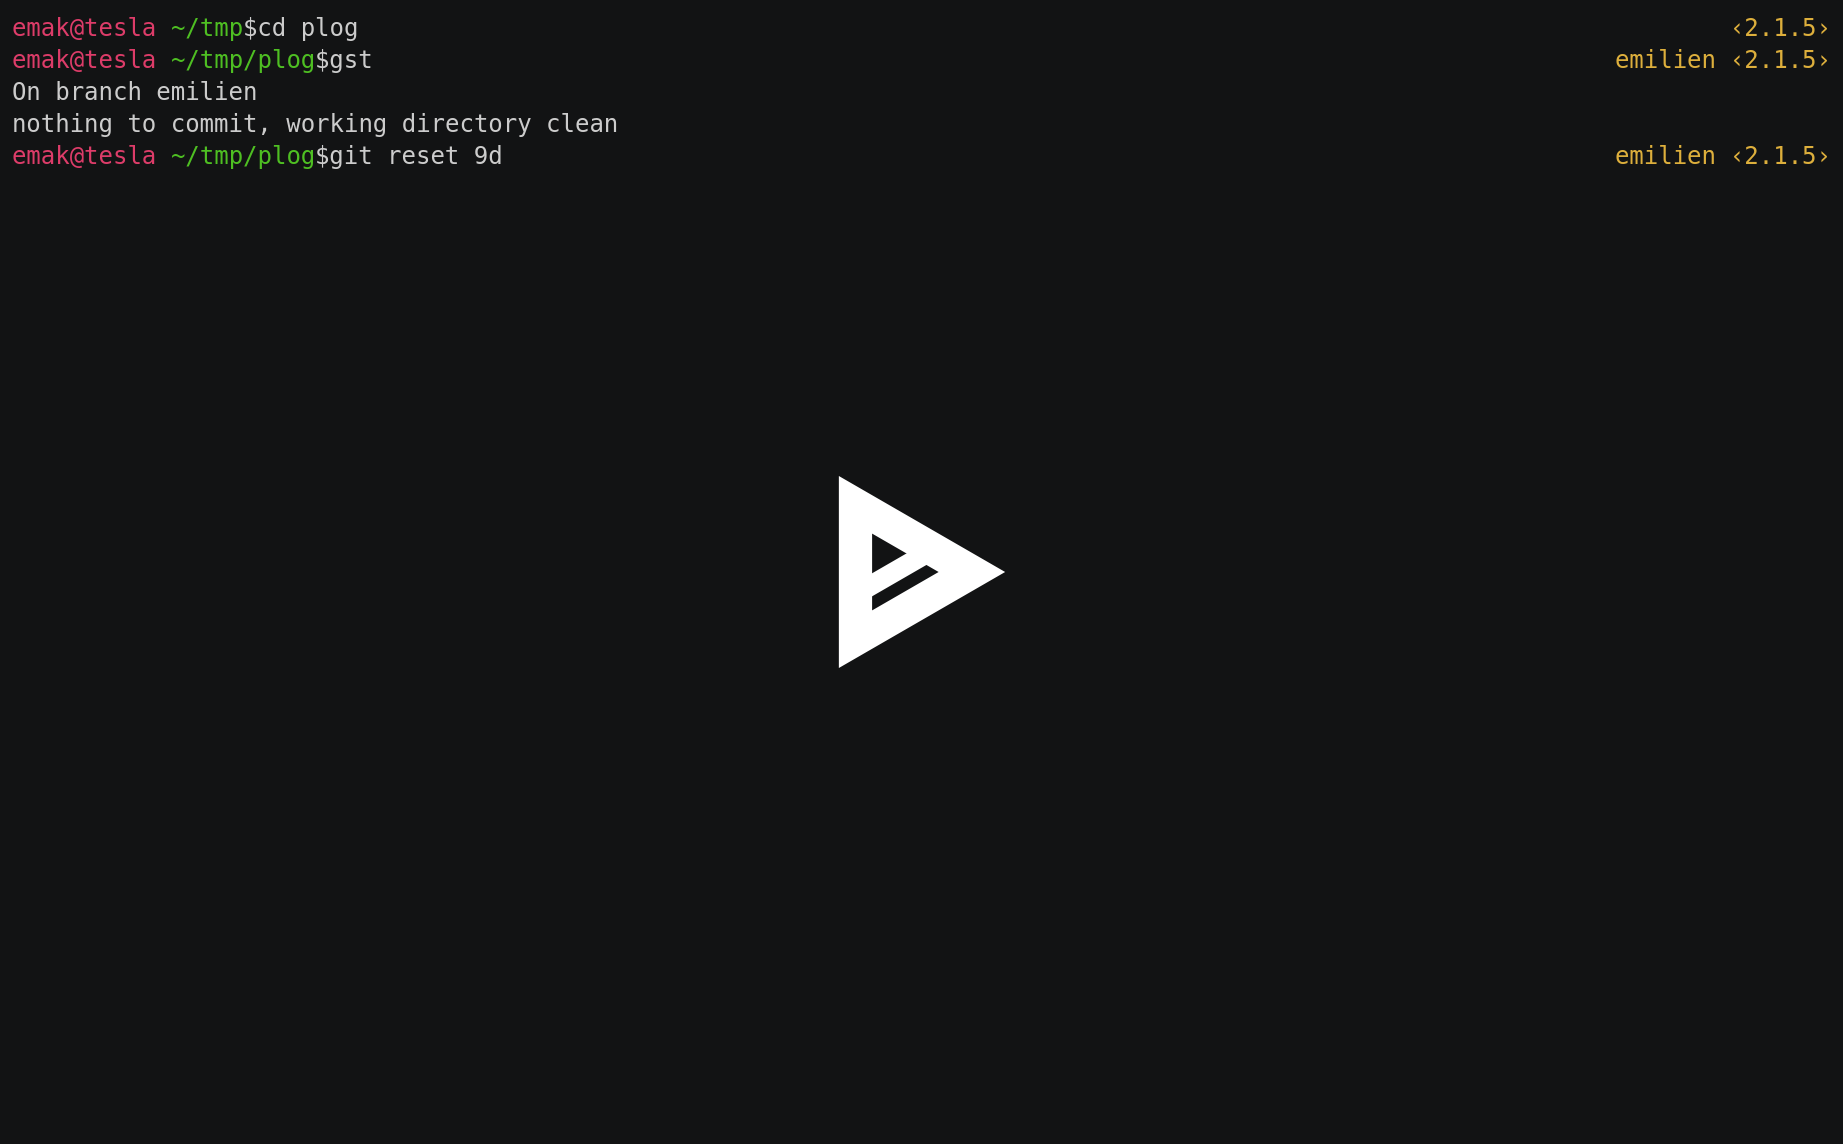 emak@tesla ~/tmp$cd plog ‹2.1.5›
emak@tesla ~/tmp/plog$gst emilien ‹2.1.5›
On branch emilien
nothing to commit, working directory clean
emak@tesla ~/tmp/plog$git reset 9d emilien ‹2.1.5›